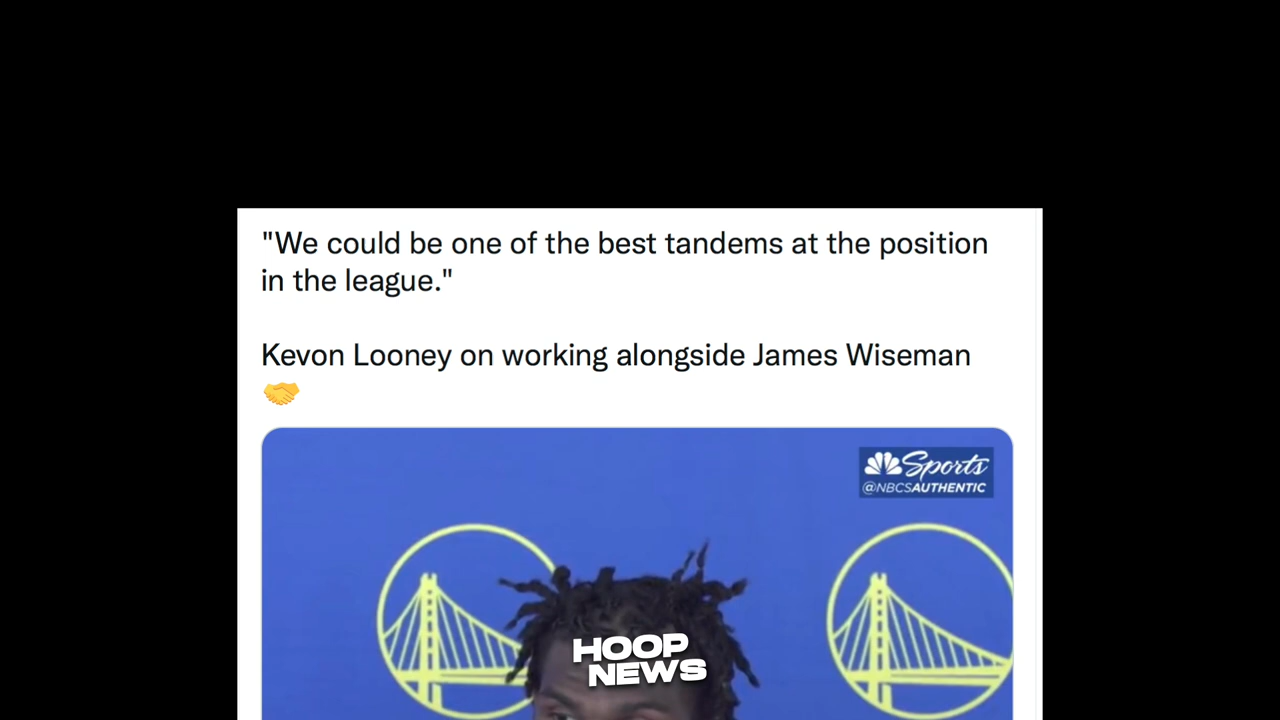 "We could be one of the best tandems at the position
in the league."
Kevon Looney on working alongside James Wiseman
🤝
Sports
@NBCSAUTHENTIC
HOOP
NEWS